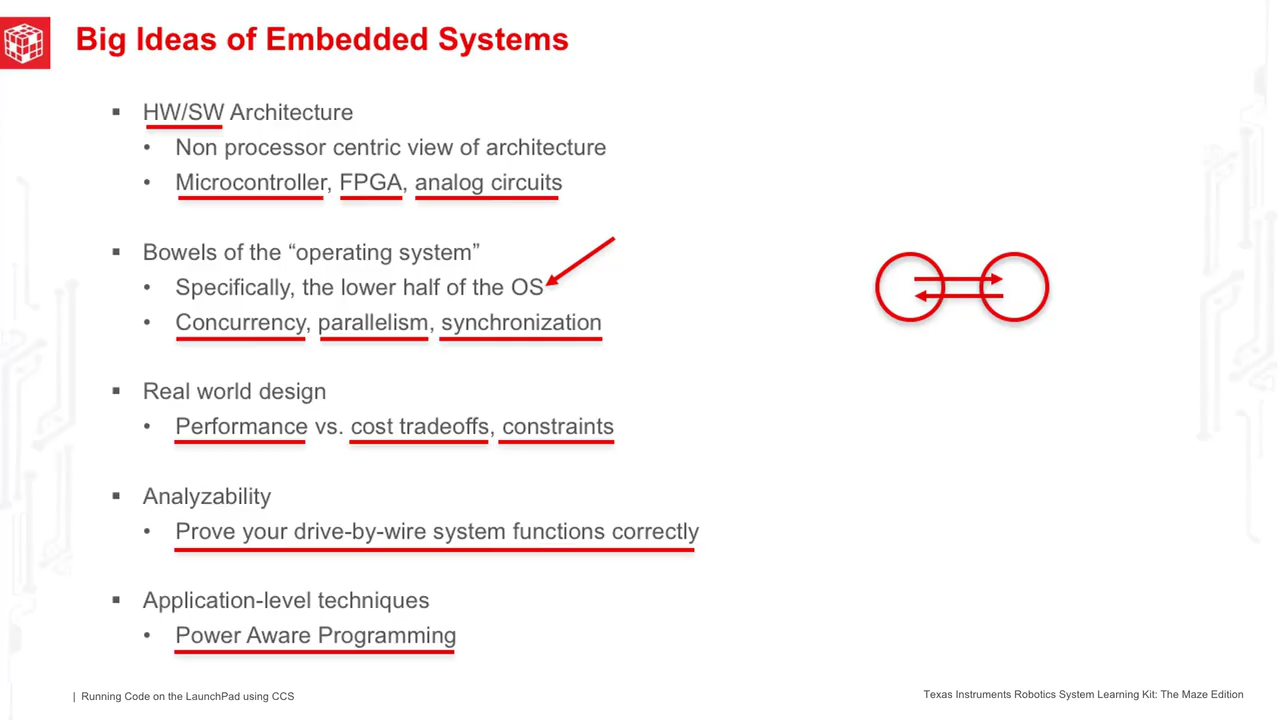 Big Ideas of Embedded Systems
▪ HW/SW Architecture
• Non processor centric view of architecture
• Microcontroller, FPGA, analog circuits
▪ Bowels of the “operating system”
• Specifically, the lower half of the OS
• Concurrency, parallelism, synchronization
▪ Real world design
• Performance vs. cost tradeoffs, constraints
▪ Analyzability
• Prove your drive-by-wire system functions correctly
▪ Application-level techniques
• Power Aware Programming
| Running Code on the LaunchPad using CCS
Texas Instruments Robotics System Learning Kit: The Maze Edition